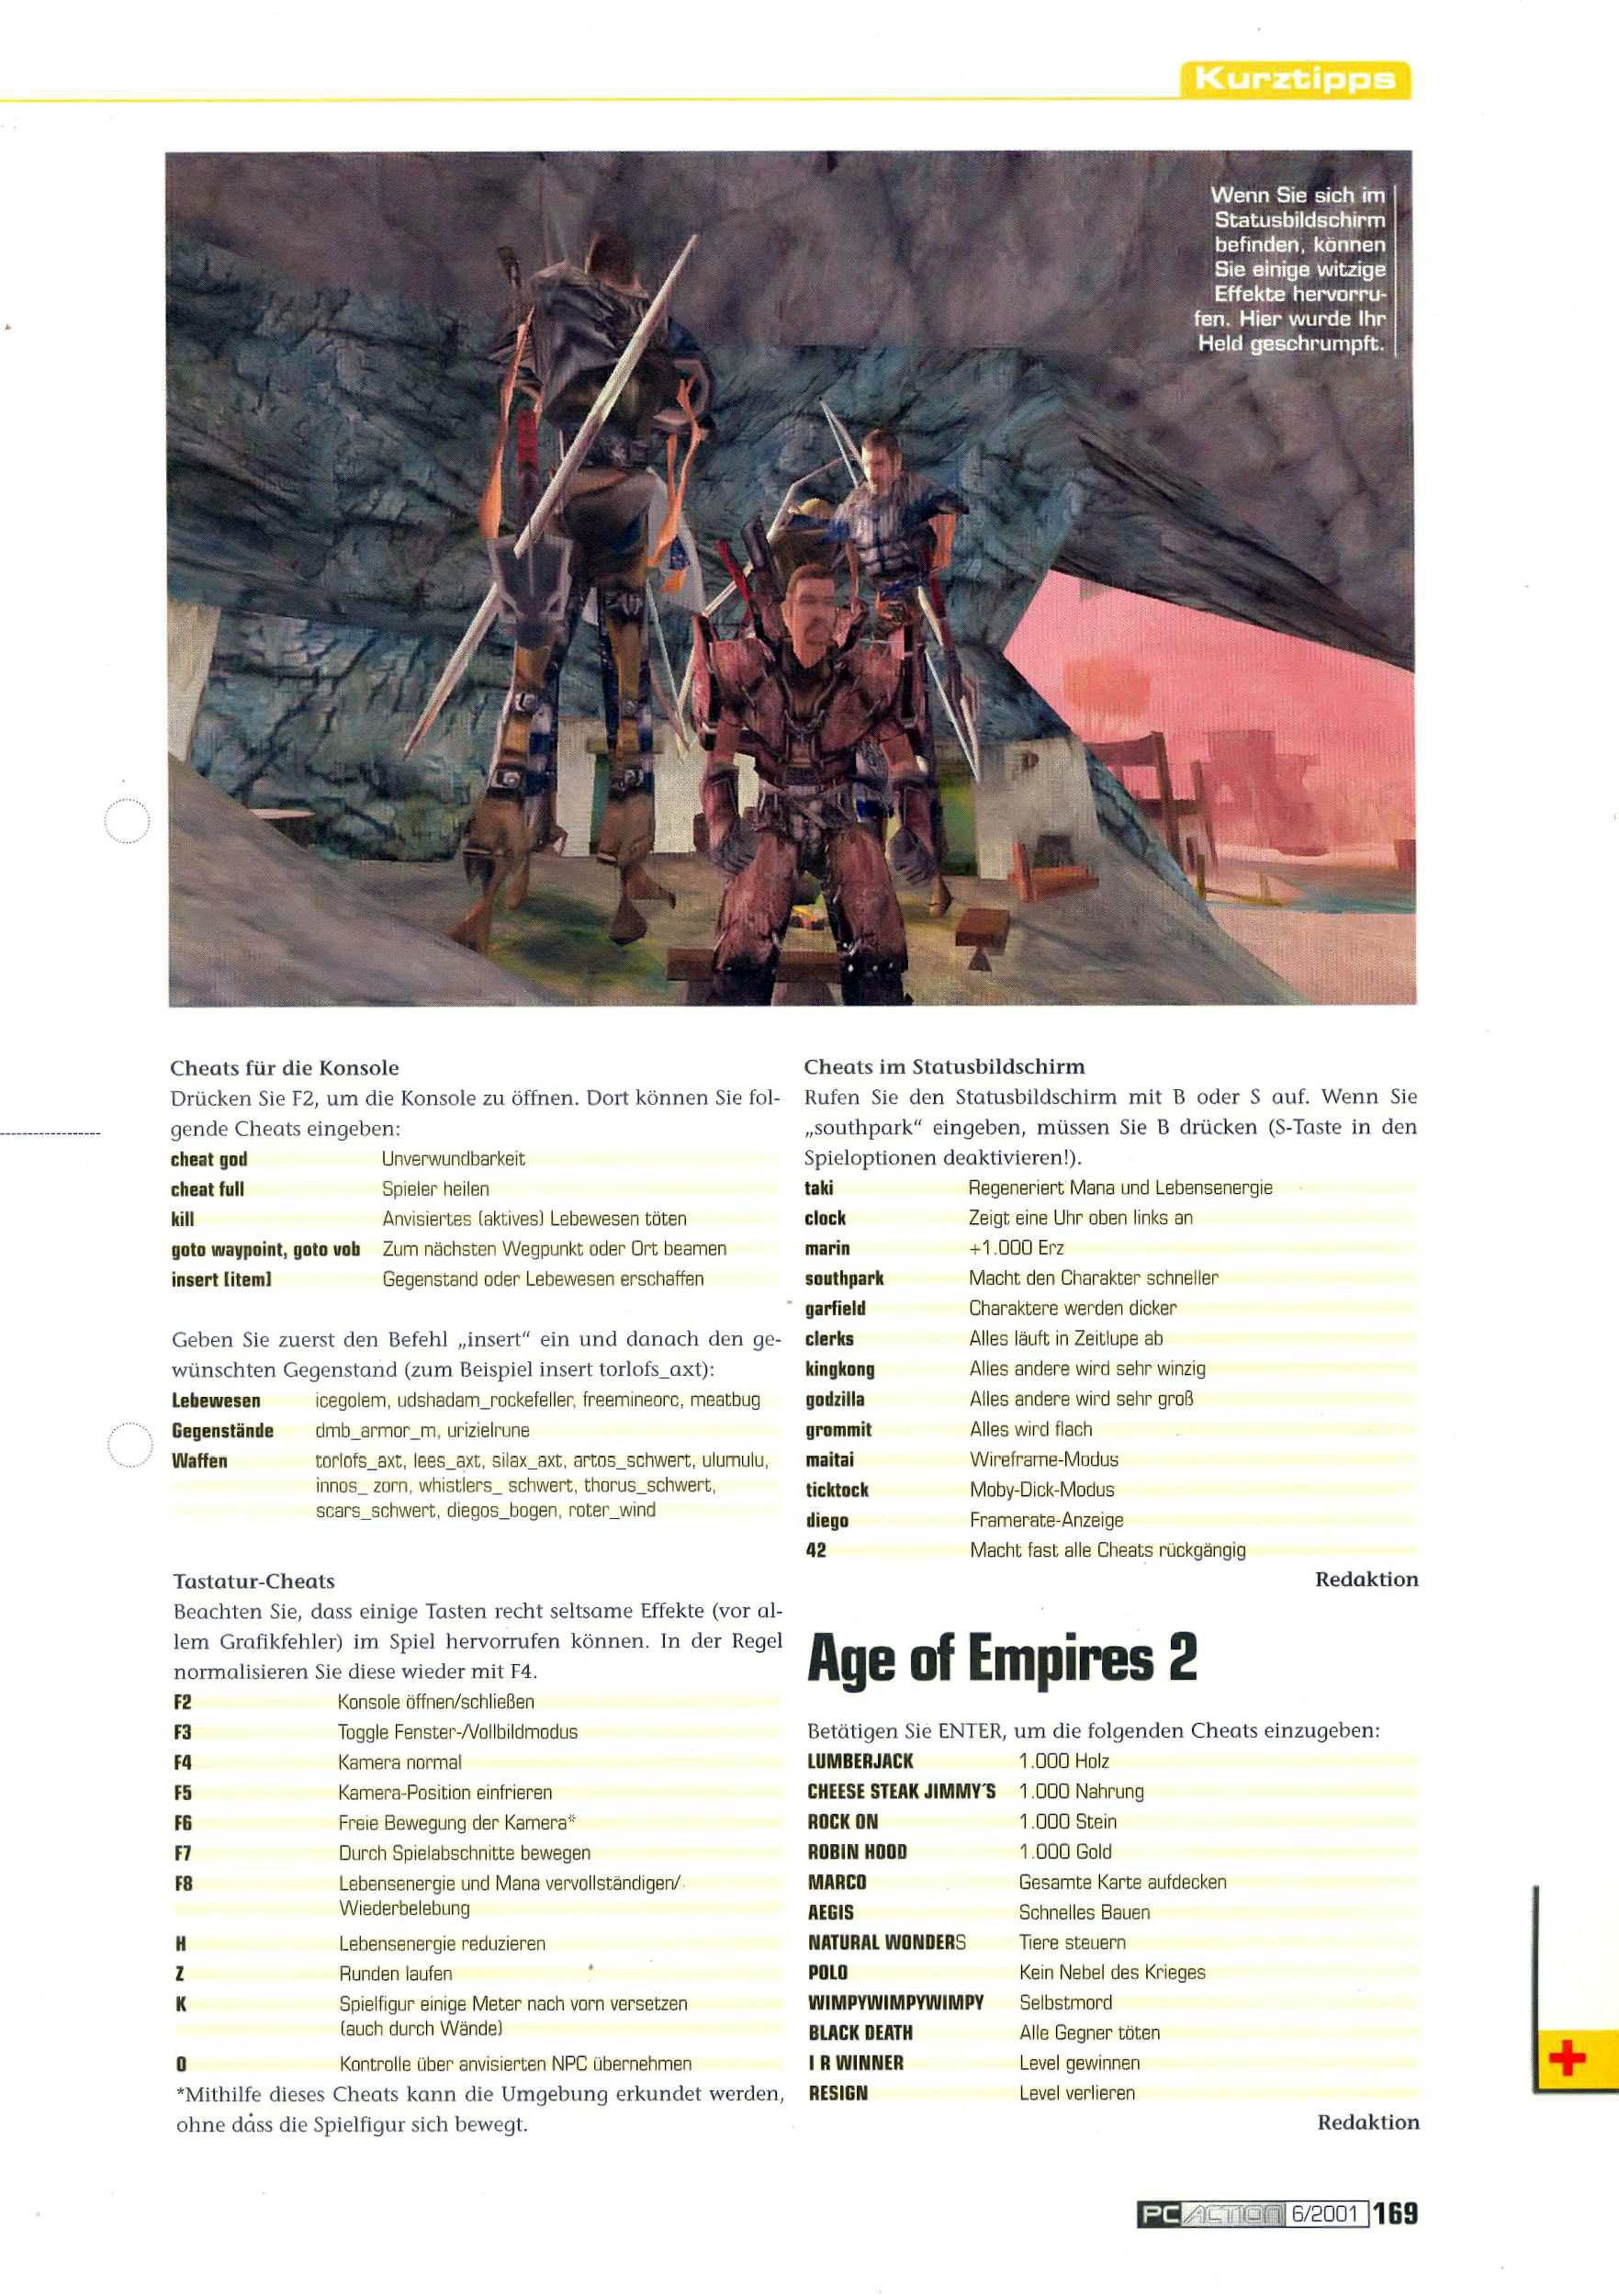 Kurztipps
Wenn Sie sich im
Statusbildschirm
befinden, können
Sie einige witzige
Effekte hervorru-
fen. Hier wurde Ihr
Held geschrumpft.
Cheats für die Konsole
Drücken Sie F2, um die Konsole zu öffnen. Dort können Sie fol-
gende Cheats eingeben:
cheat god Unverwundbarkeit
cheat full Spieler heilen
kill Anvisiertes (aktives) Lebewesen töten
goto waypoint, goto vob Zum nächsten Wegpunkt oder Ort beamen
insert [item] Gegenstand oder Lebewesen erschaffen
Geben Sie zuerst den Befehl „insert“ ein und danach den ge-
wünschten Gegenstand (zum Beispiel insert torlofs_axt):
Lebewesen icegolem, udshadam_rockefeller, freemineorc, meatbug
Gegenstände dmb_armor_m, urizielrune
Waffen torlofs_axt, lees_axt, silax_axt, artos_schwert, ulumulu,
innos_ zorn, whistlers_ schwert, thorus_schwert,
scars_schwert, diegos_bogen, roter_wind
Tastatur-Cheats
Beachten Sie, dass einige Tasten recht seltsame Effekte (vor al-
lem Grafikfehler) im Spiel hervorrufen können. In der Regel
normalisieren Sie diese wieder mit F4.
F2 Konsole öffnen/schließen
F3 Toggle Fenster-/Vollbildmodus
F4 Kamera normal
F5 Kamera-Position einfrieren
F6 Freie Bewegung der Kamera*
F7 Durch Spielabschnitte bewegen
F8 Lebensenergie und Mana vervollständigen/
Wiederbelebung
H Lebensenergie reduzieren
Z Runden laufen
K Spielfigur einige Meter nach vorn versetzen
(auch durch Wände)
O Kontrolle über anvisierten NPC übernehmen
*Mithilfe dieses Cheats kann die Umgebung erkundet werden,
ohne dass die Spielfigur sich bewegt.
Cheats im Statusbildschirm
Rufen Sie den Statusbildschirm mit B oder S auf. Wenn Sie
„southpark“ eingeben, müssen Sie B drücken (S-Taste in den
Spieloptionen deaktivieren!).
taki Regeneriert Mana und Lebensenergie
clock Zeigt eine Uhr oben links an
marin +1.000 Erz
southpark Macht den Charakter schneller
garfield Charaktere werden dicker
clerks Alles läuft in Zeitlupe ab
kingkong Alles andere wird sehr winzig
godzilla Alles andere wird sehr groß
grommit Alles wird flach
maitai Wireframe-Modus
ticktock Moby-Dick-Modus
diego Framerate-Anzeige
42 Macht fast alle Cheats rückgängig
Redaktion
Age of Empires 2
Betätigen Sie ENTER, um die folgenden Cheats einzugeben:
LUMBERJACK 1.000 Holz
CHEESE STEAK JIMMY´S 1.000 Nahrung
ROCK ON 1.000 Stein
ROBIN HOOD 1.000 Gold
MARCO Gesamte Karte aufdecken
AEGIS Schnelles Bauen
NATURAL WONDERS Tiere steuern
POLO Kein Nebel des Krieges
WIMPYWIMPYWIMPY Selbstmord
BLACK DEATH Alle Gegner töten
I R WINNER Level gewinnen
RESIGN Level verlieren
Redaktion
PC ACTION 6/2001 169